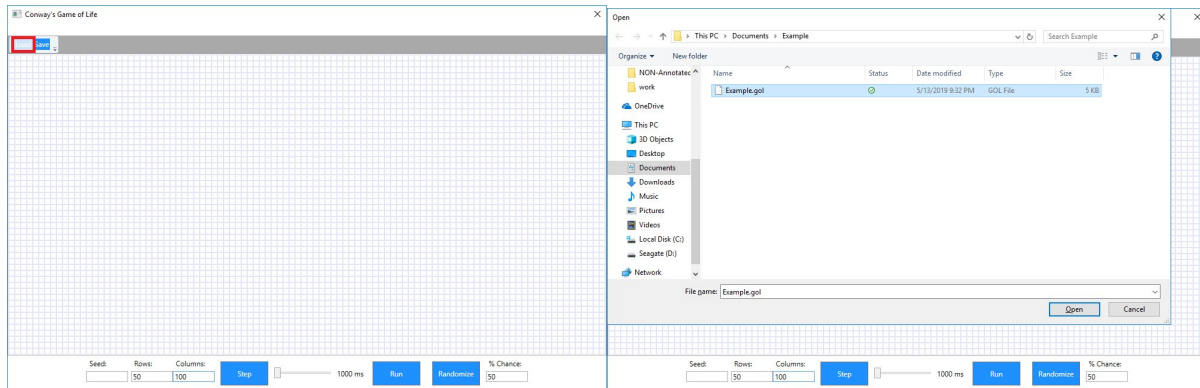 Conway's Game of Life
Save
Seed:
Rows:
Columns:
% Chance:
50
100
Step
1000 ms
Run
Randomize
50
Open
This PC > Documents > Example
Search Example
Organize
New folder
NON-Annotatec
work
OneDrive
This PC
3D Objects
Desktop
Documents
Downloads
Music
Pictures
Videos
Local Disk (C:)
Seagate (D:)
Network
Name
Status
Date modified
Type
Size
Example.gol
5/13/2019 9:32 PM
GOL File
5 KB
File name:
Example.gol
Open
Cancel
Seed:
Rows:
Columns:
% Chance:
50
100
Step
1000 ms
Run
Randomize
50